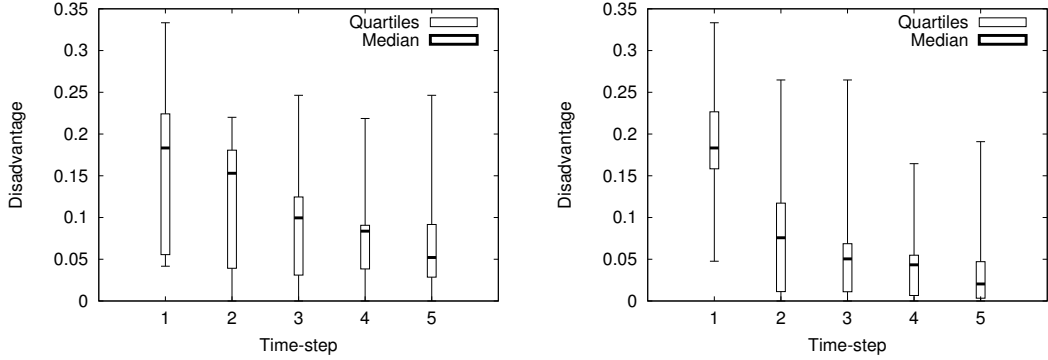 0.35
0.3
0.25
0.2
0.15
0.1
0.05
0
Disadvantage
Quartiles
Median
1 2 3 4 5
Time-step
0.35
0.3
0.25
0.2
0.15
0.1
0.05
0
Disadvantage
Quartiles
Median
1 2 3 4 5
Time-step